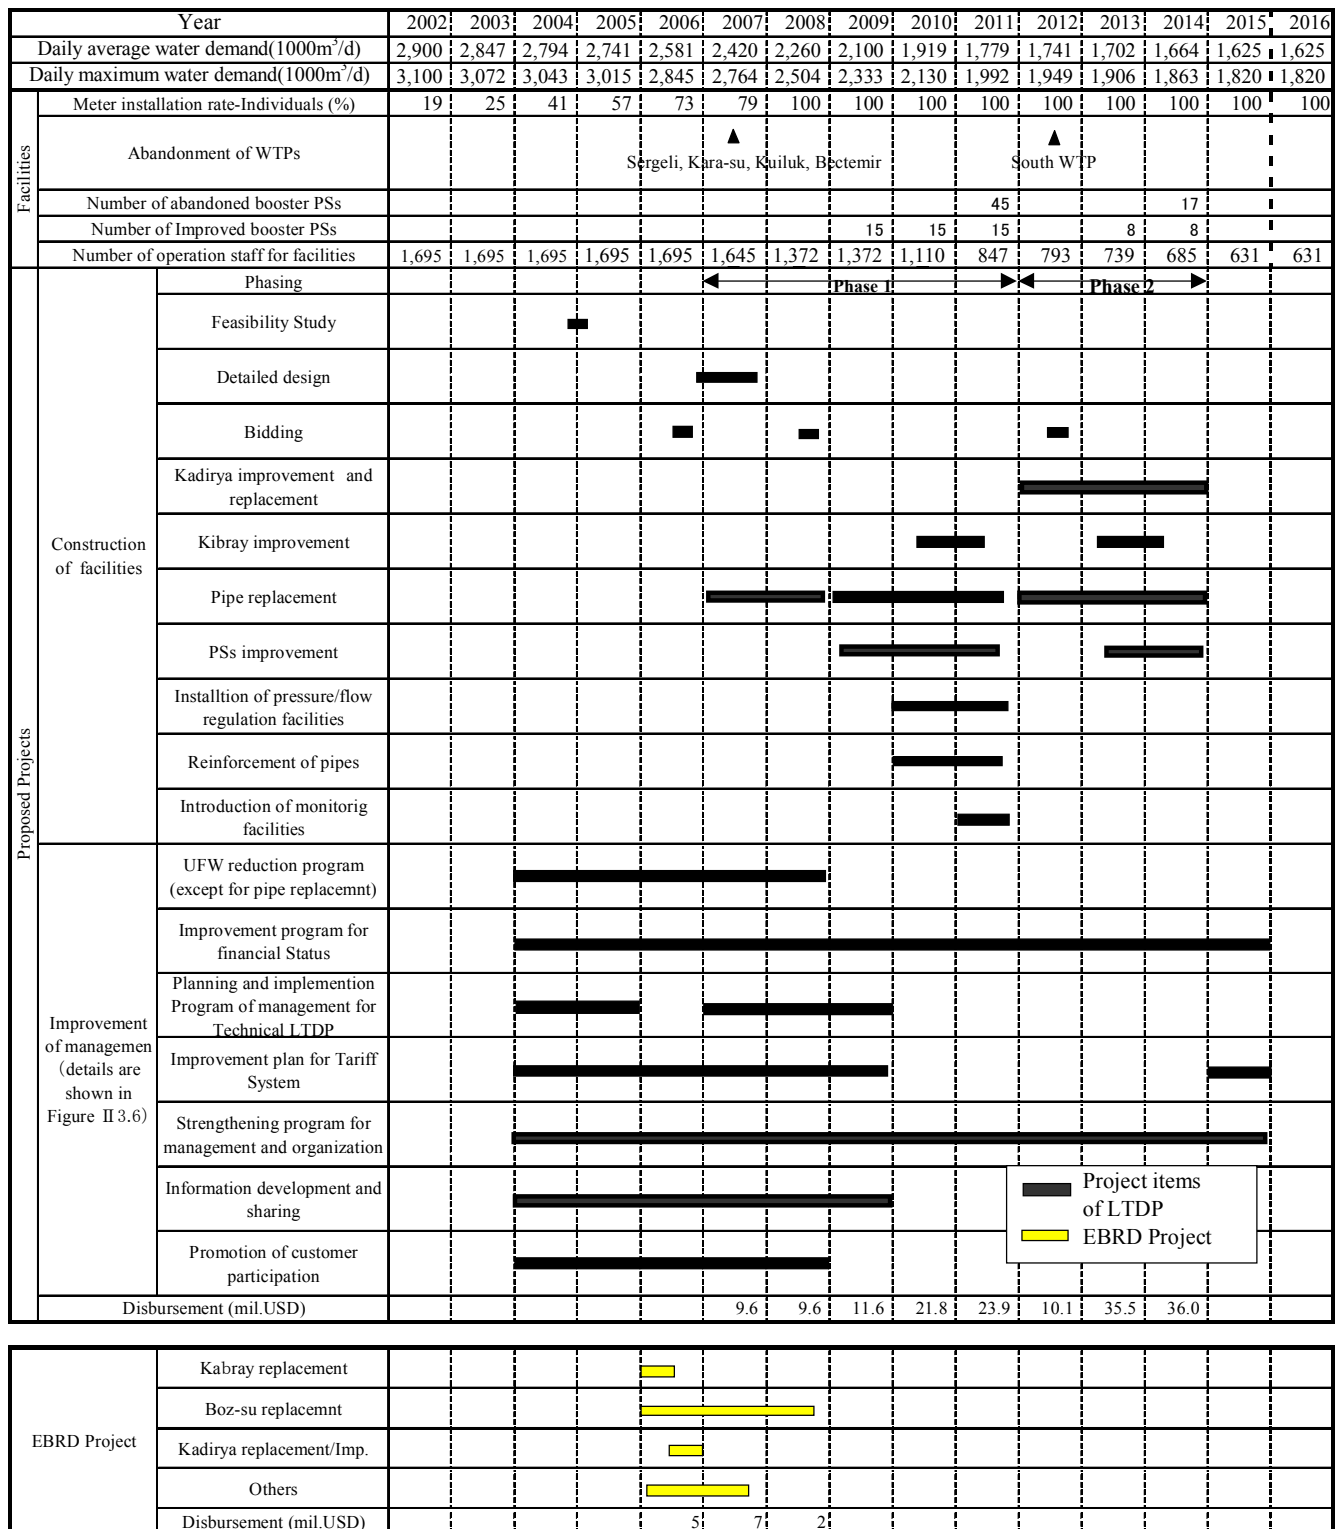 Year 2002 2003 2004 2005 2006 2007 2008 2009 2010 2011 2012 2013 2014 2015 2016
Daily average water demand(1000m³/d) 2,900 2,847 2,794 2,741 2,581 2,420 2,260 2,100 1,919 1,779 1,741 1,702 1,664 1,625 1,625
Daily maximum water demand(1000m³/d) 3,100 3,072 3,043 3,015 2,845 2,764 2,504 2,333 2,130 1,992 1,949 1,906 1,863 1,820 1,820
Facilities
Meter installation rate-Individuals (%) 19 25 41 57 73 79 100 100 100 100 100 100 100 100 100
Abandonment of WTPs
Sergeli, Kara-su, Kuiluk, Bectemir South WTP
Number of abandoned booster PSs 45 17
Number of Improved booster PSs 15 15 15 8 8
Number of operation staff for facilities 1,695 1,695 1,695 1,695 1,695 1,645 1,372 1,372 1,110 847 793 739 685 631 631
Proposed Projects
Construction
of facilities
Phasing Phase 1 Phase 2
Feasibility Study
Detailed design
Bidding
Kadirya improvement and
replacement
Kibray improvement
Pipe replacement
PSs improvement
Installtion of pressure/flow
regulation facilities
Reinforcement of pipes
Introduction of monitorig
facilities
Improvement
of managemen
(details are
shown in
Figure Ⅱ3.6)
UFW reduction program
(except for pipe replacemnt)
Improvement program for
financial Status
Planning and implemention
Program of management for
Technical LTDP
Improvement plan for Tariff
System
Strengthening program for
management and organization
Information development and
sharing
Promotion of customer
participation
Project items
of LTDP
EBRD Project
Disbursement (mil.USD) 9.6 9.6 11.6 21.8 23.9 10.1 35.5 36.0
EBRD Project
Kabray replacement
Boz-su replacemnt
Kadirya replacement/Imp.
Others
Disbursement (mil.USD) 5 7 2